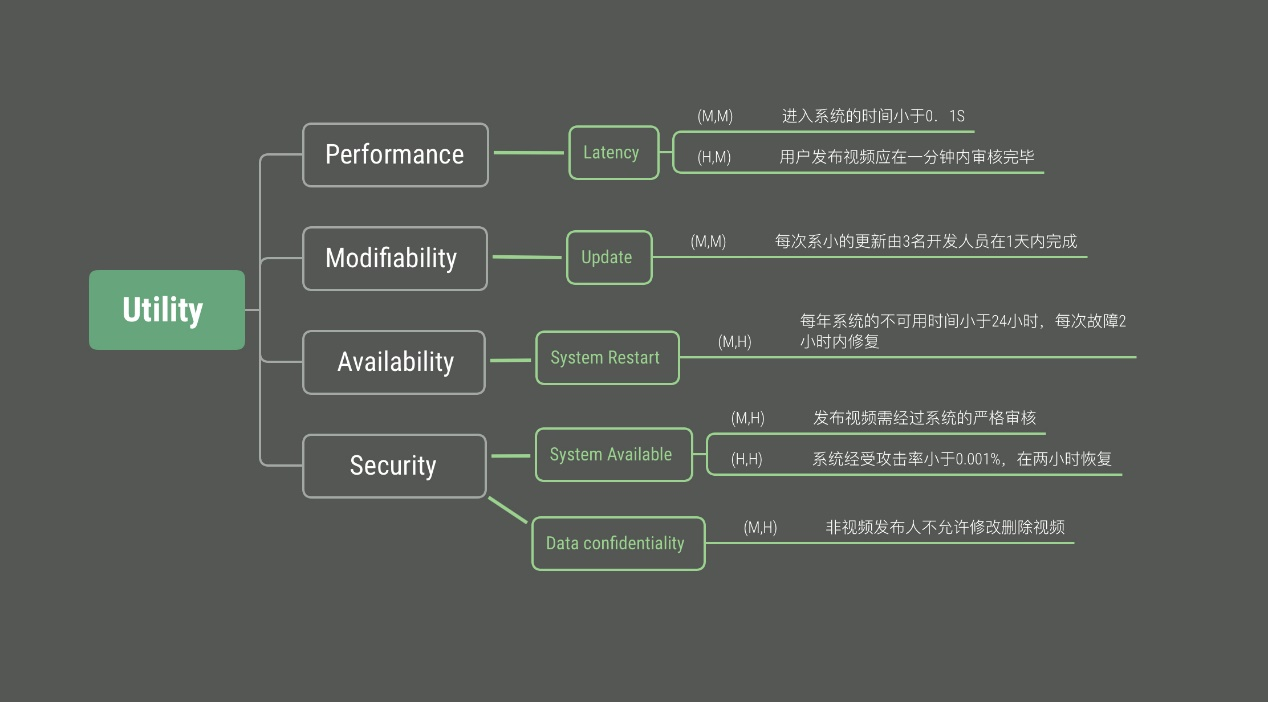 Utility
Performance
Latency
(M,M) 进入系统的时间小于0. 1S
(H,M) 用户发布视频应在一分钟内审核完毕
Modifiability
Update
(M,M) 每次系小的更新由3名开发人员在1天内完成
Availability
System Restart
(M,H) 每年系统的不可用时间小于24小时，每次故障2
小时内修复
Security
System Available
(M,H) 发布视频需经过系统的严格审核
(H,H) 系统经受攻击率小于0.001%，在两小时恢复
Data confidentiality
(M,H) 非视频发布人不允许修改删除视频